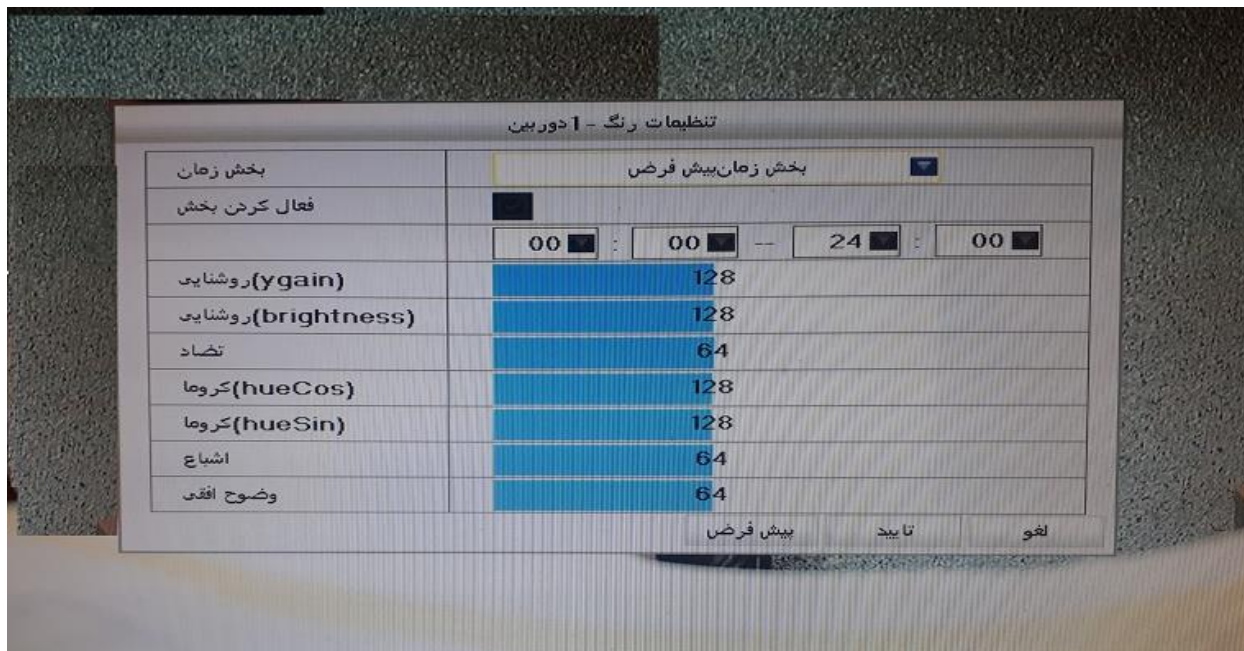 تنظیمات رنگ -1دوربین
بخش زمان بخش زمان‌پیش فرض
فعال کردن بخش
00 : 00 -- 24 : 00
روشنایی(ygain) 128
روشنایی(brightness) 128
تضاد 64
کروما(hueCos) 128
کروما(hueSin) 128
اشباع 64
وضوح افقی 64
پیش فرض تایید لغو